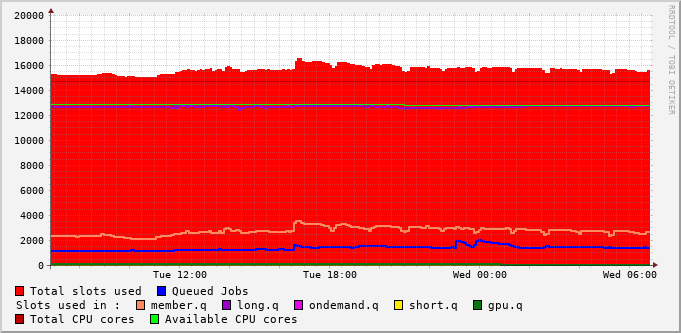 20000
18000
16000
14000
12000
10000
8000
6000
4000
2000
0
Tue 12:00 Tue 18:00 Wed 00:00 Wed 06:00
Total slots used Queued Jobs
Slots used in : member.q long.q ondemand.q short.q gpu.q
Total CPU cores Available CPU cores
RRDTOOL / TOBI OETIKER